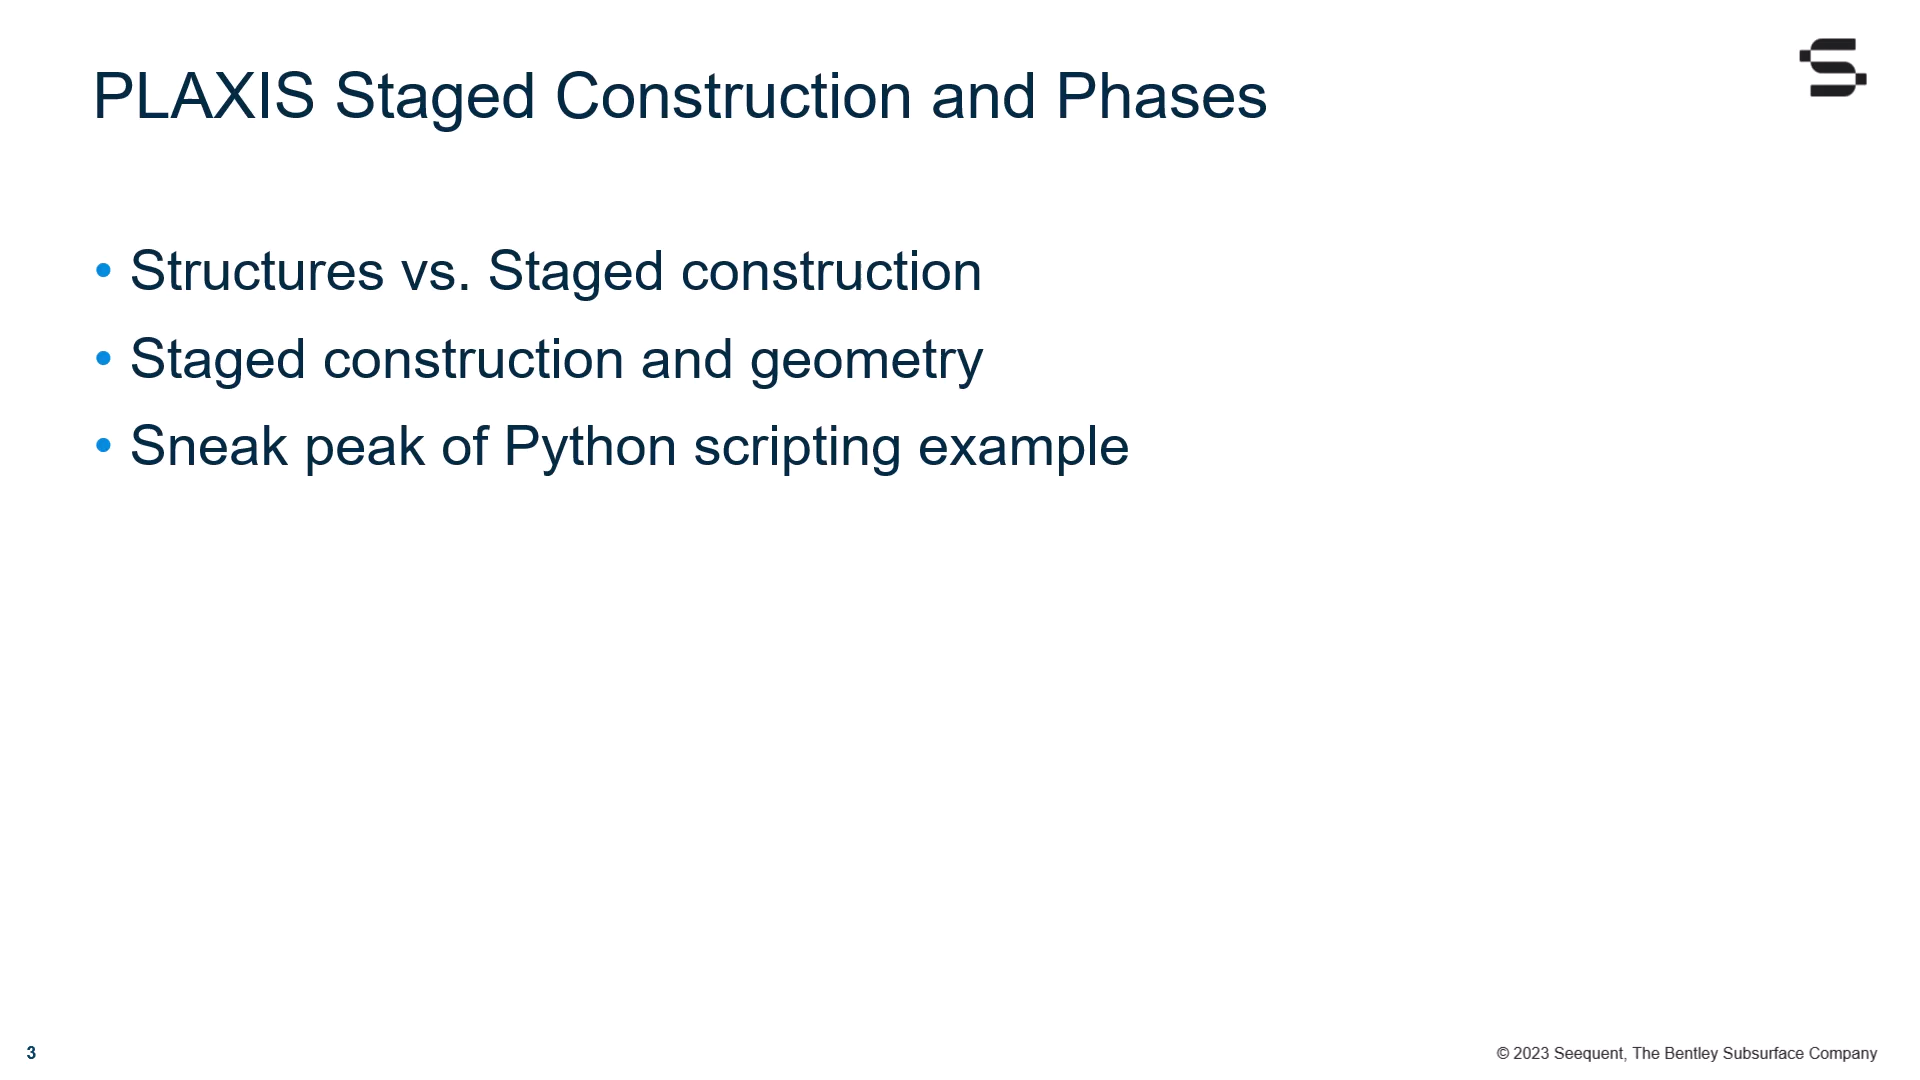 PLAXIS Staged Construction and Phases
• Structures vs. Staged construction
• Staged construction and geometry
• Sneak peak of Python scripting example
3
© 2023 Seequent, The Bentley Subsurface Company